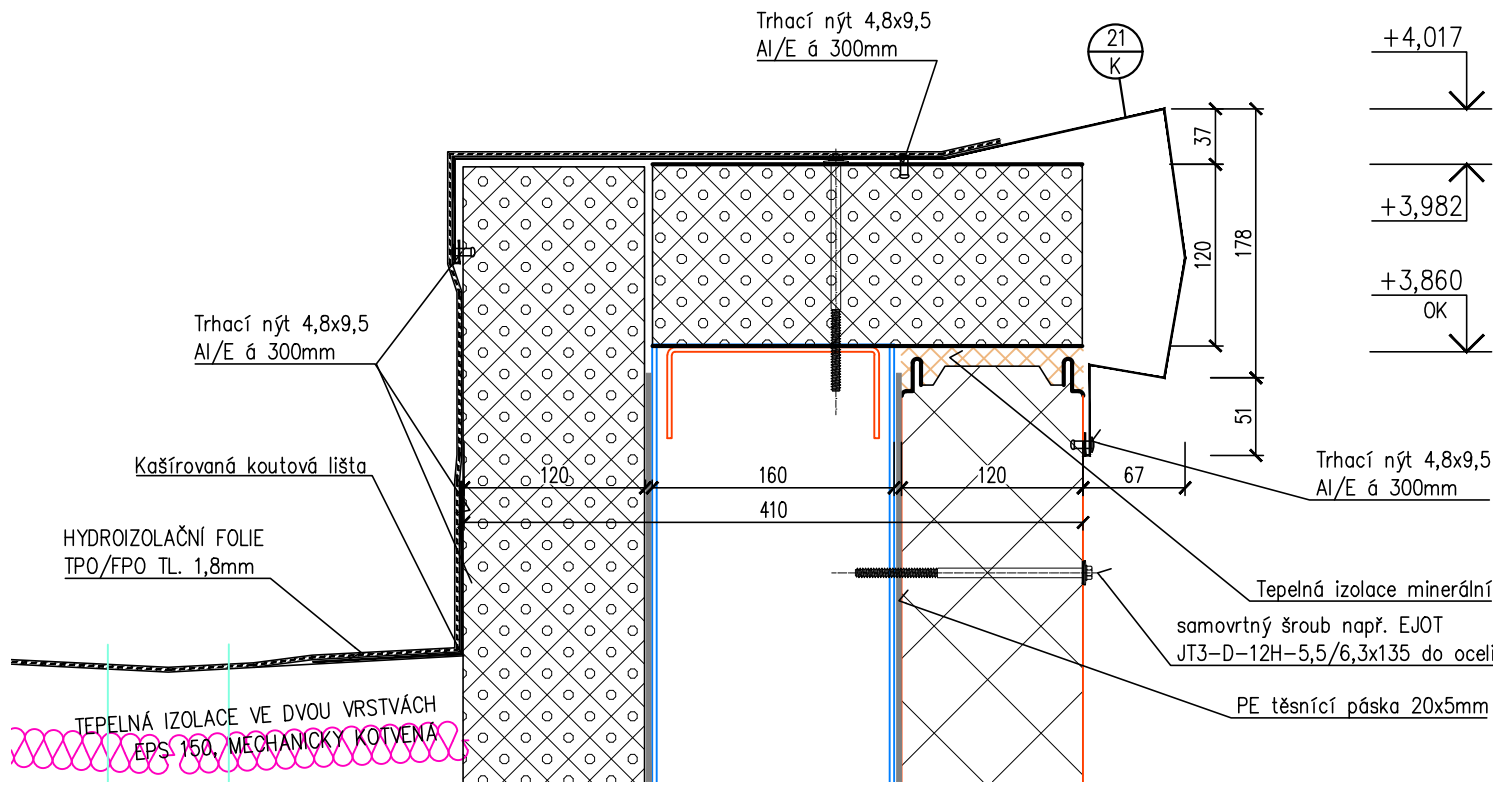 Trhací nýt 4,8x9,5
Al/E á 300mm
21
K
+4,017
37
+3,982
120
178
+3,860
OK
Trhací nýt 4,8x9,5
Al/E á 300mm
51
Kašírovaná koutová lišta
120
160
120
67
410
Trhací nýt 4,8x9,5
Al/E á 300mm
HYDROIZOLAČNÍ FOLIE
TPO/FPO TL. 1,8mm
Tepelná izolace minerální
samovrtný šroub např. EJOT
JT3-D-12H-5,5/6,3x135 do oceli
PE těsnící páska 20x5mm
TEPELNÁ IZOLACE VE DVOU VRSTVÁCH
EPS 150, MECHANICKY KOTVENÁ